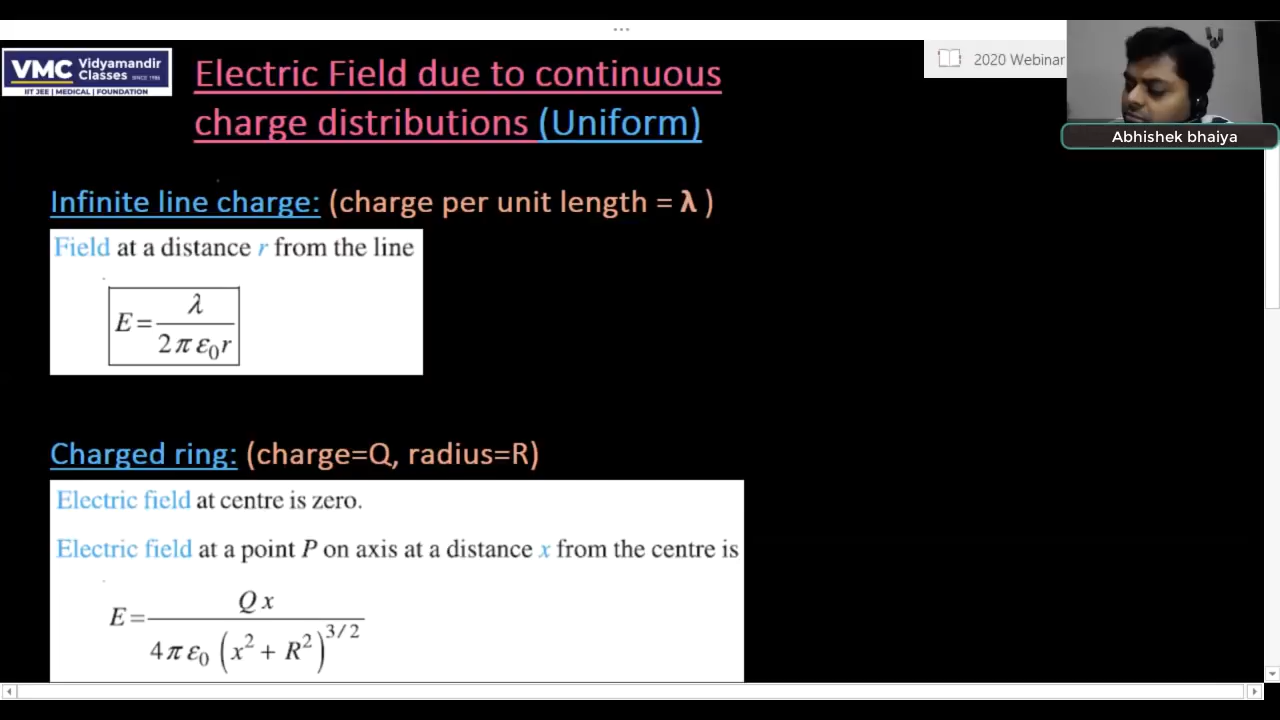 VMC Vidyamandir Classes SINCE 1986
IIT JEE | MEDICAL | FOUNDATION
Electric Field due to continuous
charge distributions (Uniform)
2020 Webinar
Abhishek bhaiya
Infinite line charge: (charge per unit length = λ )
Field at a distance r from the line
E = λ / 2πε₀r
Charged ring: (charge=Q, radius=R)
Electric field at centre is zero.
Electric field at a point P on axis at a distance x from the centre is
E = Qx / 4πε₀ (x² + R²)^3/2